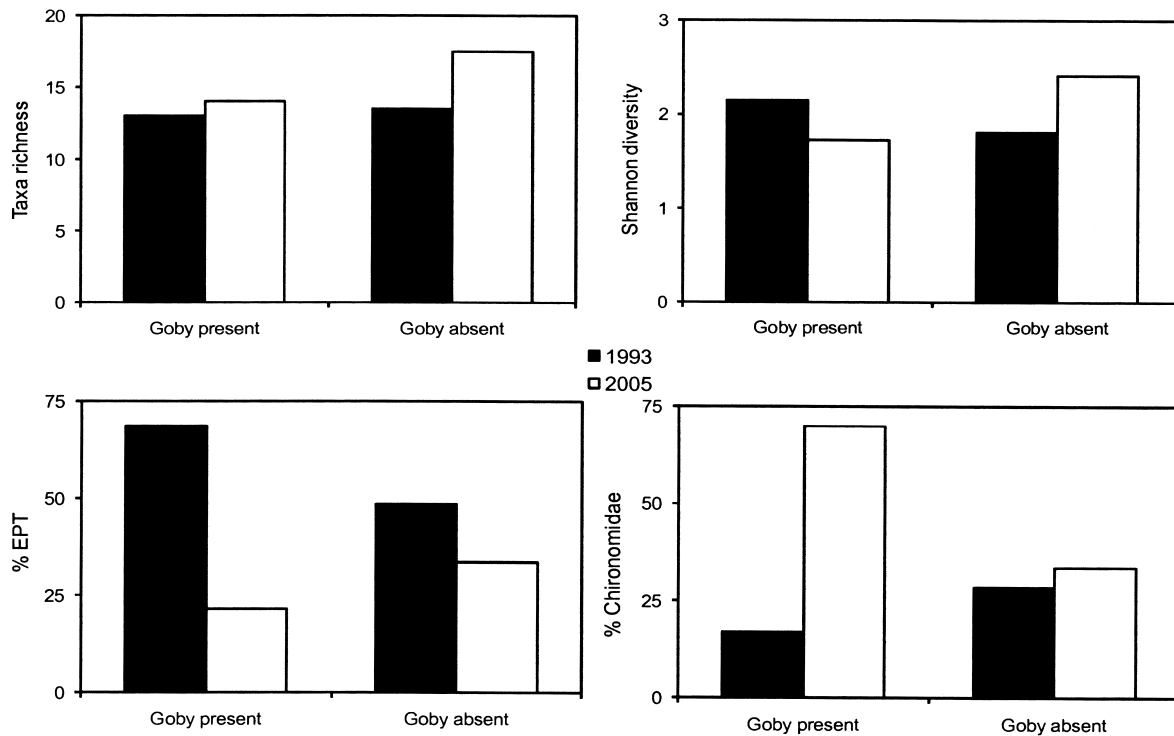 Taxa richness
20
15
10
5
0
Goby present
Goby absent
Shannon diversity
3
2
1
0
Goby present
Goby absent
1993
2005
% EPT
75
50
25
0
Goby present
Goby absent
% Chironomidae
75
50
25
0
Goby present
Goby absent